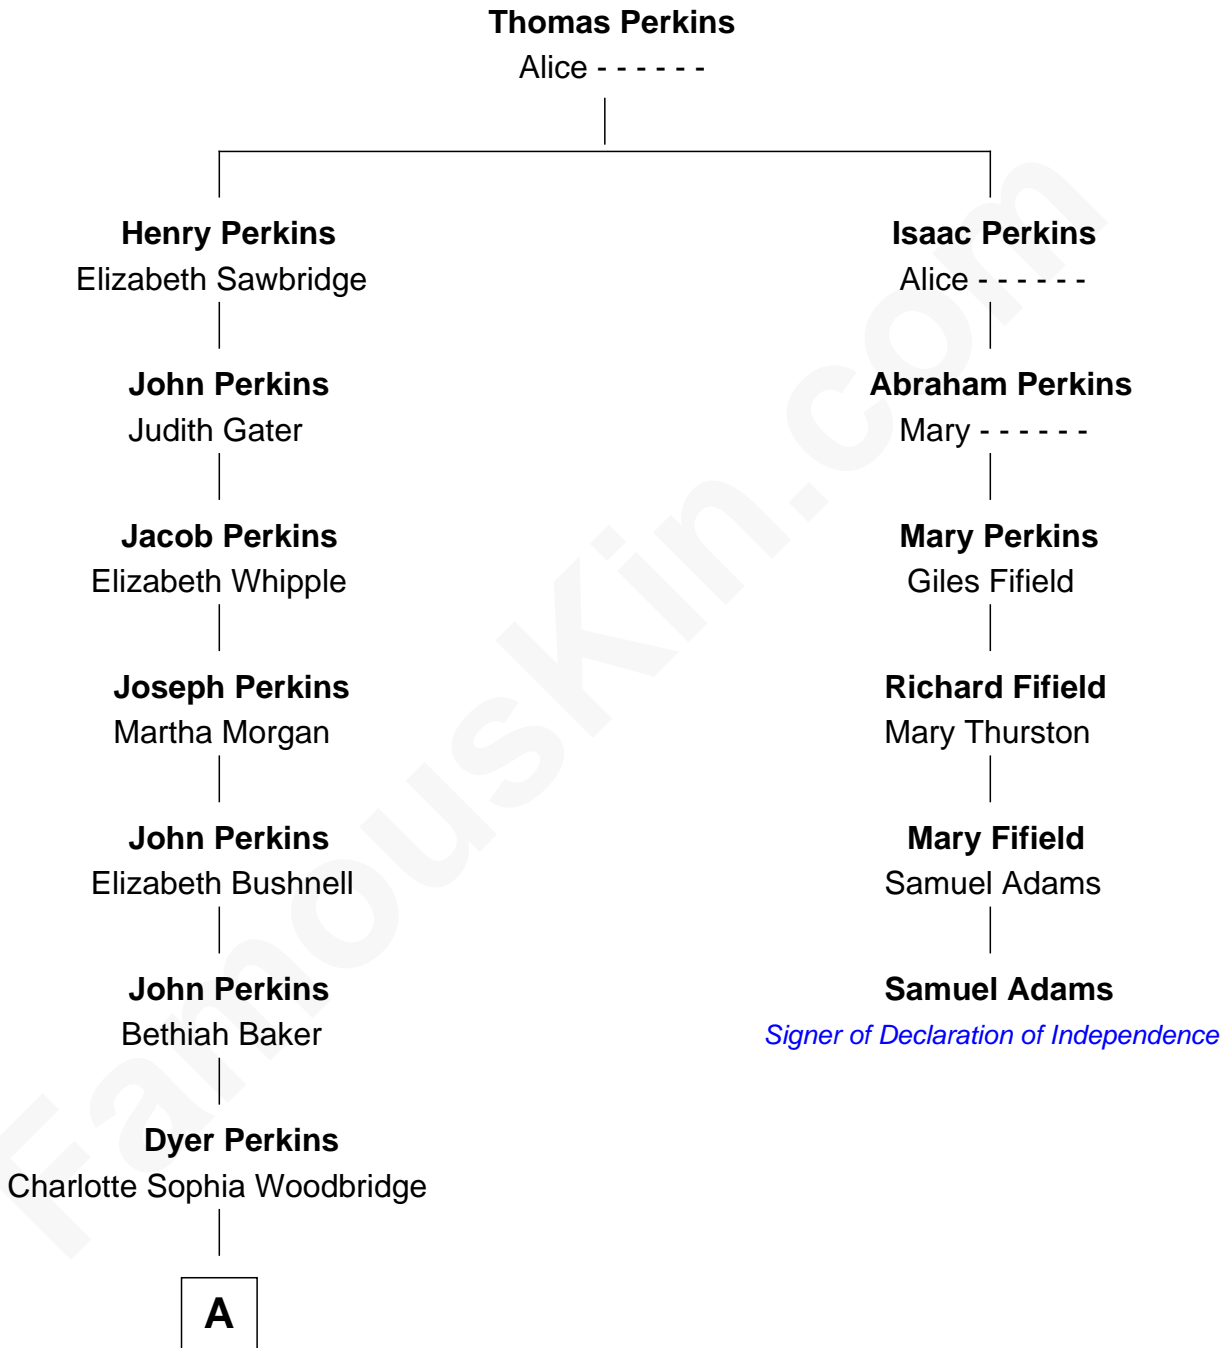 Thomas Perkins
Alice - - - - - -
Henry Perkins
Elizabeth Sawbridge
Isaac Perkins
Alice - - - - - -
John Perkins
Judith Gater
Abraham Perkins
Mary - - - - - -
Jacob Perkins
Elizabeth Whipple
Mary Perkins
Giles Fifield
Joseph Perkins
Martha Morgan
Richard Fifield
Mary Thurston
John Perkins
Elizabeth Bushnell
Mary Fifield
Samuel Adams
John Perkins
Bethiah Baker
Samuel Adams
Signer of Declaration of Independence
Dyer Perkins
Charlotte Sophia Woodbridge
A
FamousKin.com